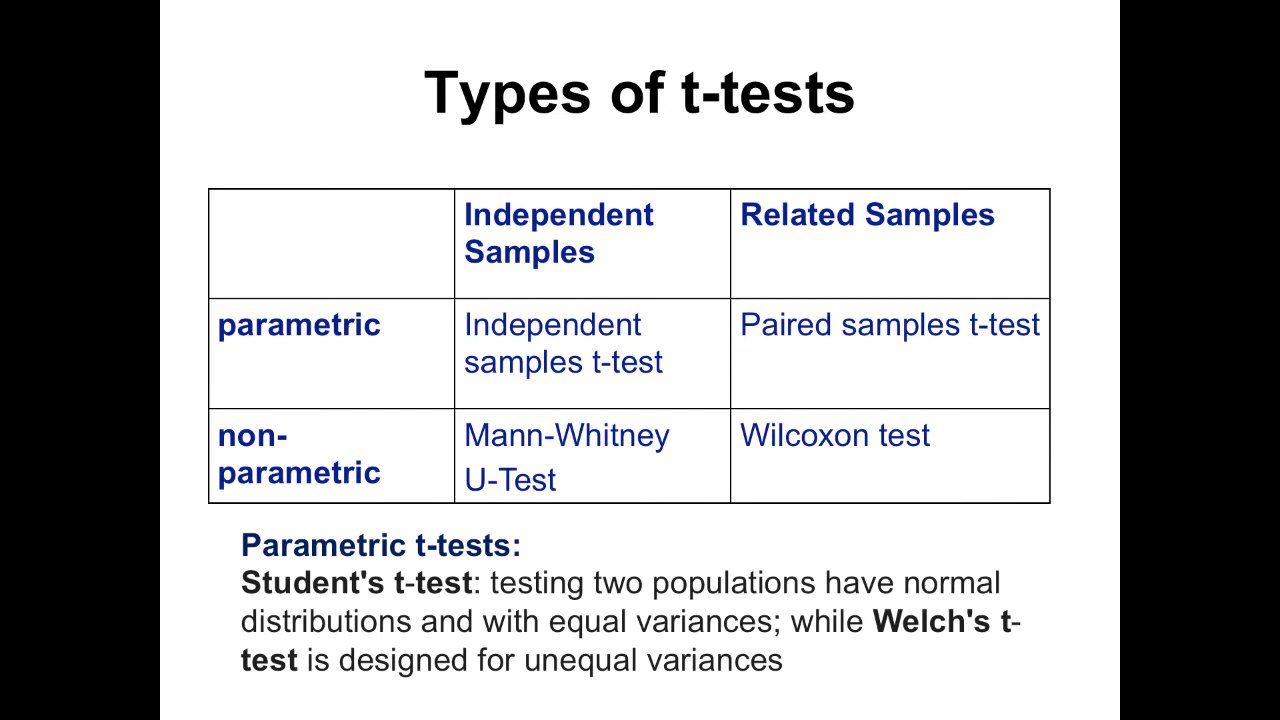 Types of t-tests
Independent
Samples
Related Samples
parametric
Independent
samples t-test
Paired samples t-test
non-
parametric
Mann-Whitney
U-Test
Wilcoxon test
Parametric t-tests:
Student's t-test: testing two populations have normal
distributions and with equal variances; while Welch's t-
test is designed for unequal variances